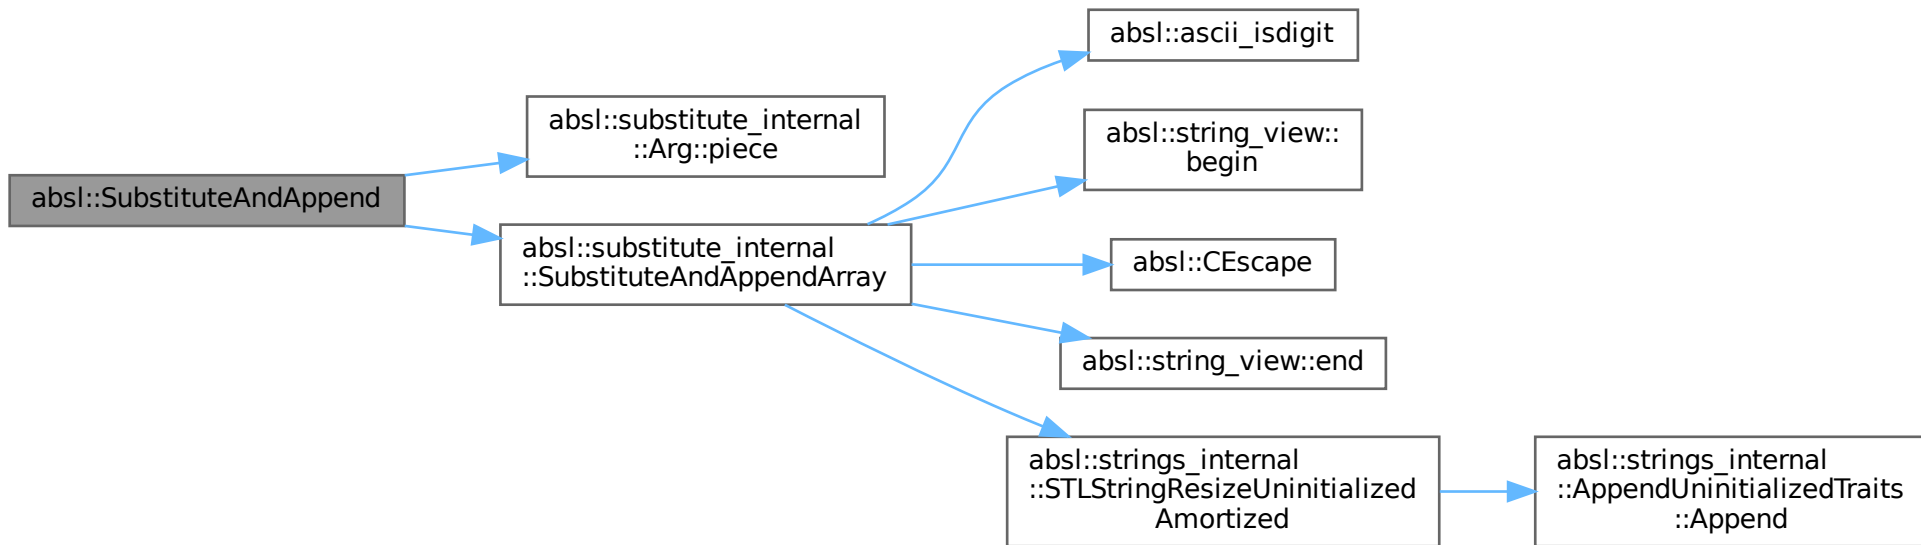 absl::SubstituteAndAppend
absl::substitute_internal
::Arg::piece
absl::substitute_internal
::SubstituteAndAppendArray
absl::ascii_isdigit
absl::string_view::
begin
absl::CEscape
absl::string_view::end
absl::strings_internal
::STLStringResizeUninitialized
Amortized
absl::strings_internal
::AppendUninitializedTraits
::Append